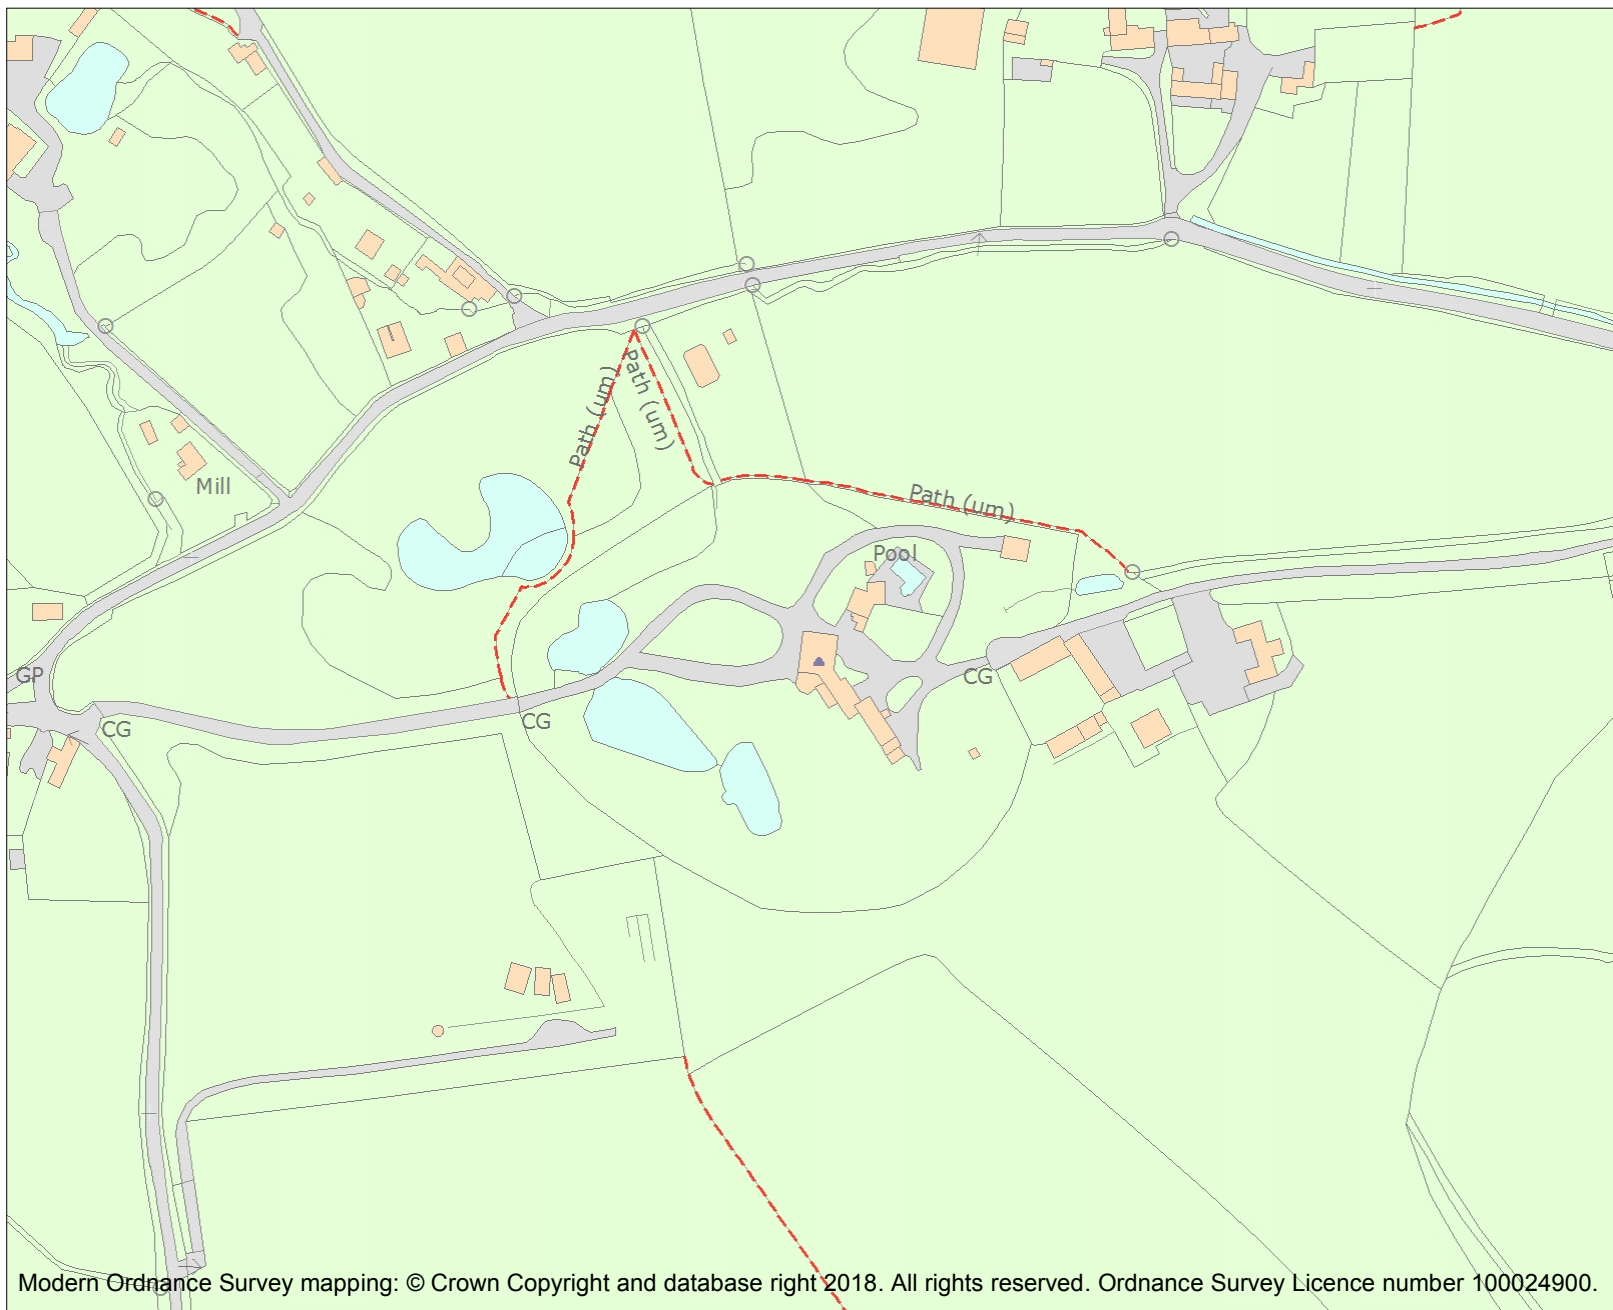 Path (um)
Path (um)
Mill
Path (um)
Pool
GP
CG
CG
CG
Modern Ordnance Survey mapping: © Crown Copyright and database right 2018. All rights reserved. Ordnance Survey Licence number 100024900.